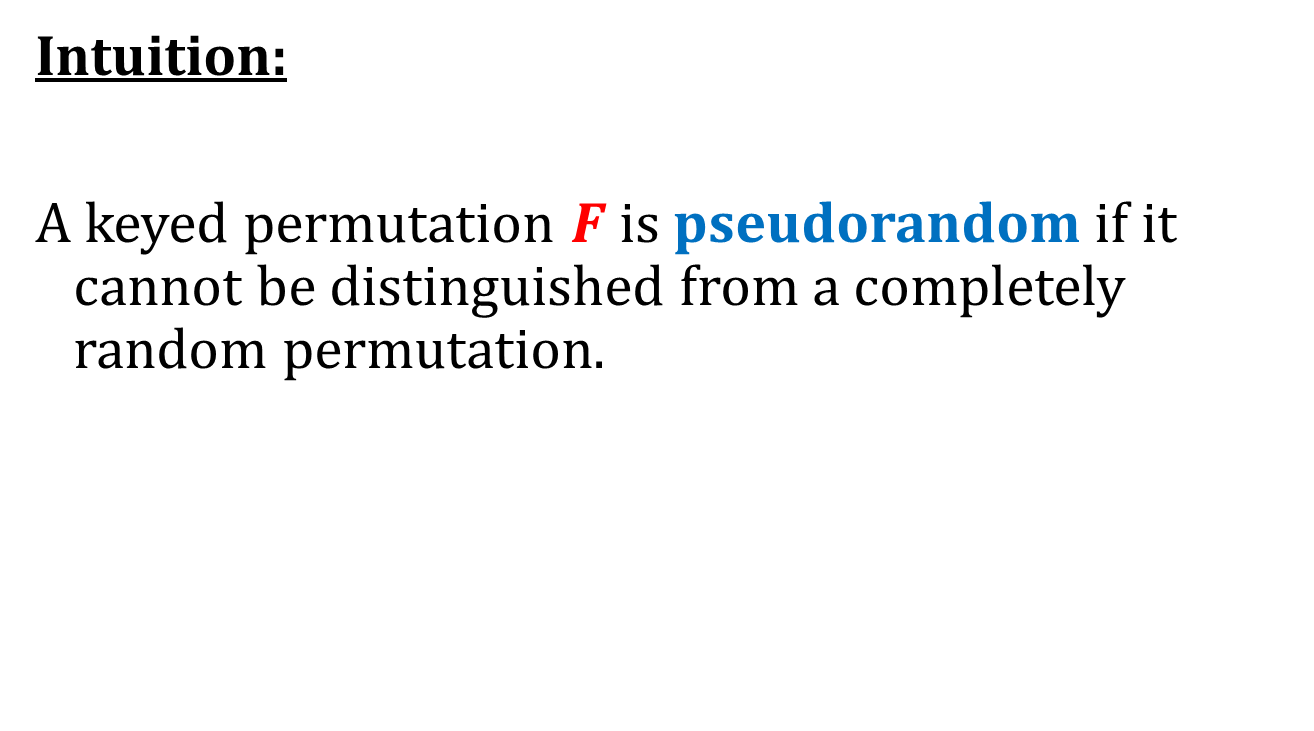 Intuition:
A keyed permutation F is pseudorandom if it
cannot be distinguished from a completely
random permutation.